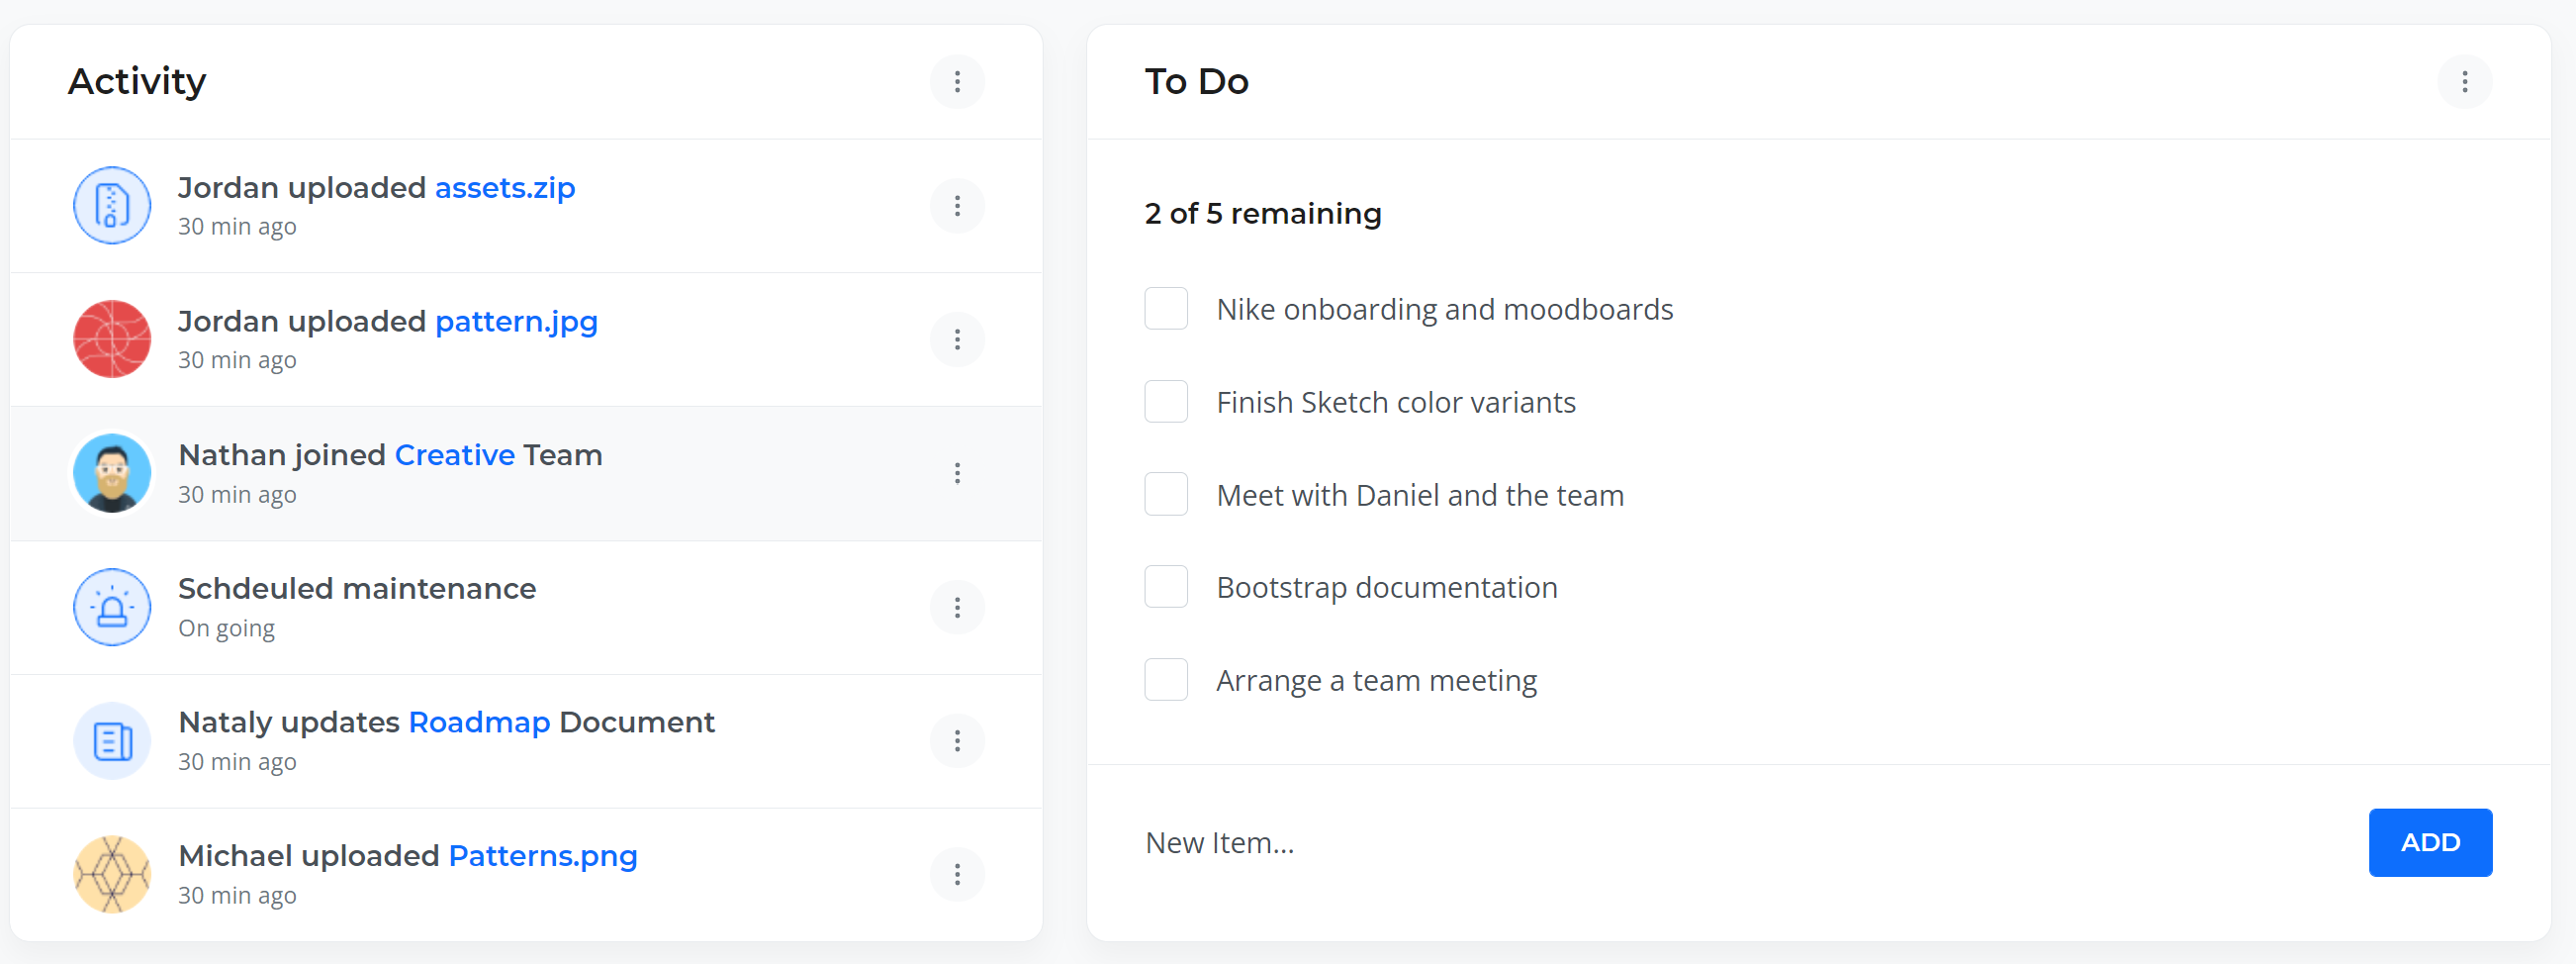 Activity
Jordan uploaded assets.zip
30 min ago
Jordan uploaded pattern.jpg
30 min ago
Nathan joined Creative Team
30 min ago
Schdeuled maintenance
On going
Nataly updates Roadmap Document
30 min ago
Michael uploaded Patterns.png
30 min ago
To Do
2 of 5 remaining
Nike onboarding and moodboards
Finish Sketch color variants
Meet with Daniel and the team
Bootstrap documentation
Arrange a team meeting
New Item...
ADD